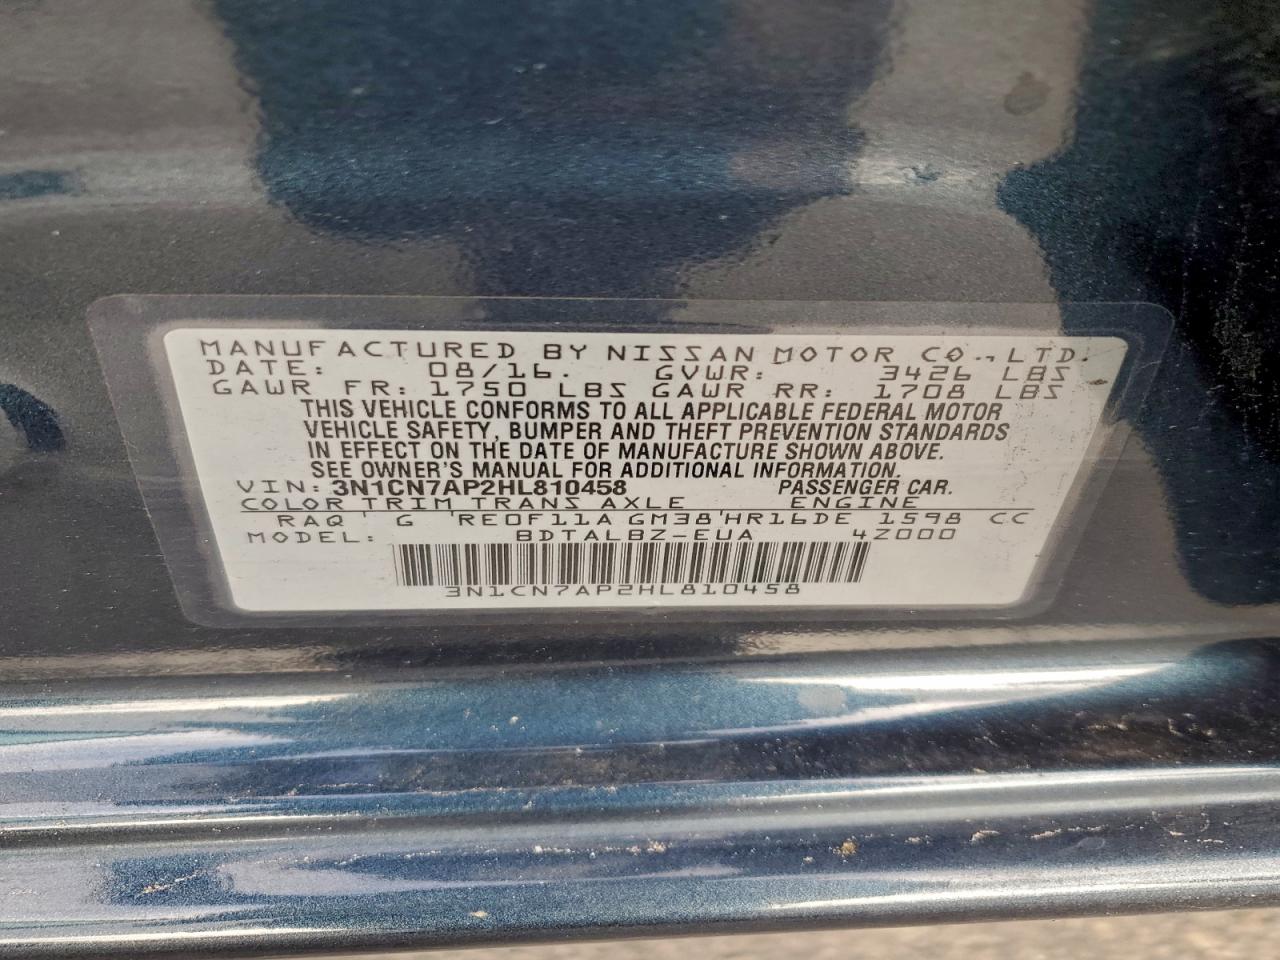 MANUFACTURED BY NISSAN MOTOR CO., LTD.
DATE: 08/16. GVWR: 3426 LBS
GAWR FR: 1750 LBS GAWR RR: 1708 LBS
THIS VEHICLE CONFORMS TO ALL APPLICABLE FEDERAL MOTOR
VEHICLE SAFETY, BUMPER AND THEFT PREVENTION STANDARDS
IN EFFECT ON THE DATE OF MANUFACTURE SHOWN ABOVE.
SEE OWNER'S MANUAL FOR ADDITIONAL INFORMATION.
VIN: 3N1CN7AP2HL810458 PASSENGER CAR.
COLOR TRIM TRANS AXLE ENGINE
RAQ ' G 'RE0F11A GM38'HR16DE 1598 CC
MODEL: BDTALBZ-EUA 4Z000
3N1CN7AP2HL810458